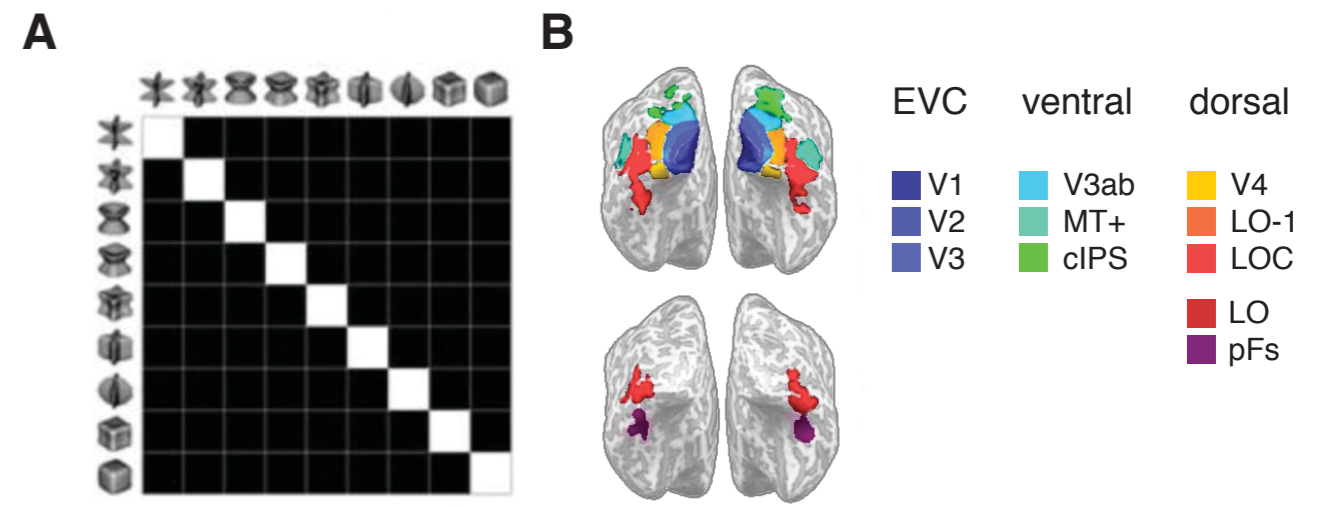 A
B
EVC ventral dorsal
V1 V3ab V4
V2 MT+ LO-1
V3 cIPS LOC
LO
pFs